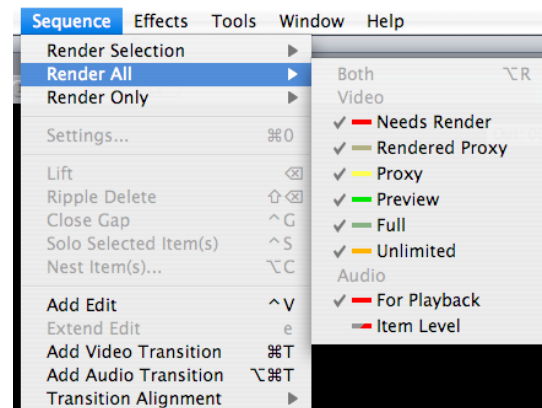 Sequence Effects Tools Window Help
Render Selection
Render All
Render Only
Settings... ⌘0
Lift ⌫
Ripple Delete ⇧⌫
Close Gap ^G
Solo Selected Item(s) ^S
Nest Item(s)... ⌥C
Add Edit ^V
Extend Edit e
Add Video Transition ⌘T
Add Audio Transition ⌥⌘T
Transition Alignment
Both ⌥R
Video
✓ Needs Render
✓ Rendered Proxy
✓ Proxy
✓ Preview
✓ Full
✓ Unlimited
Audio
✓ For Playback
Item Level